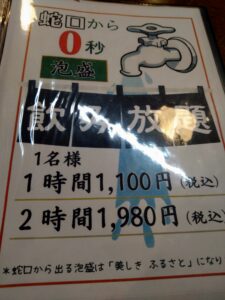 蛇口から
0秒
泡盛
飲み放題
1名様
1時間1,100円(税込)
2時間1,980円(税込)
*蛇口から出る泡盛は「美しき ふるさと」になり